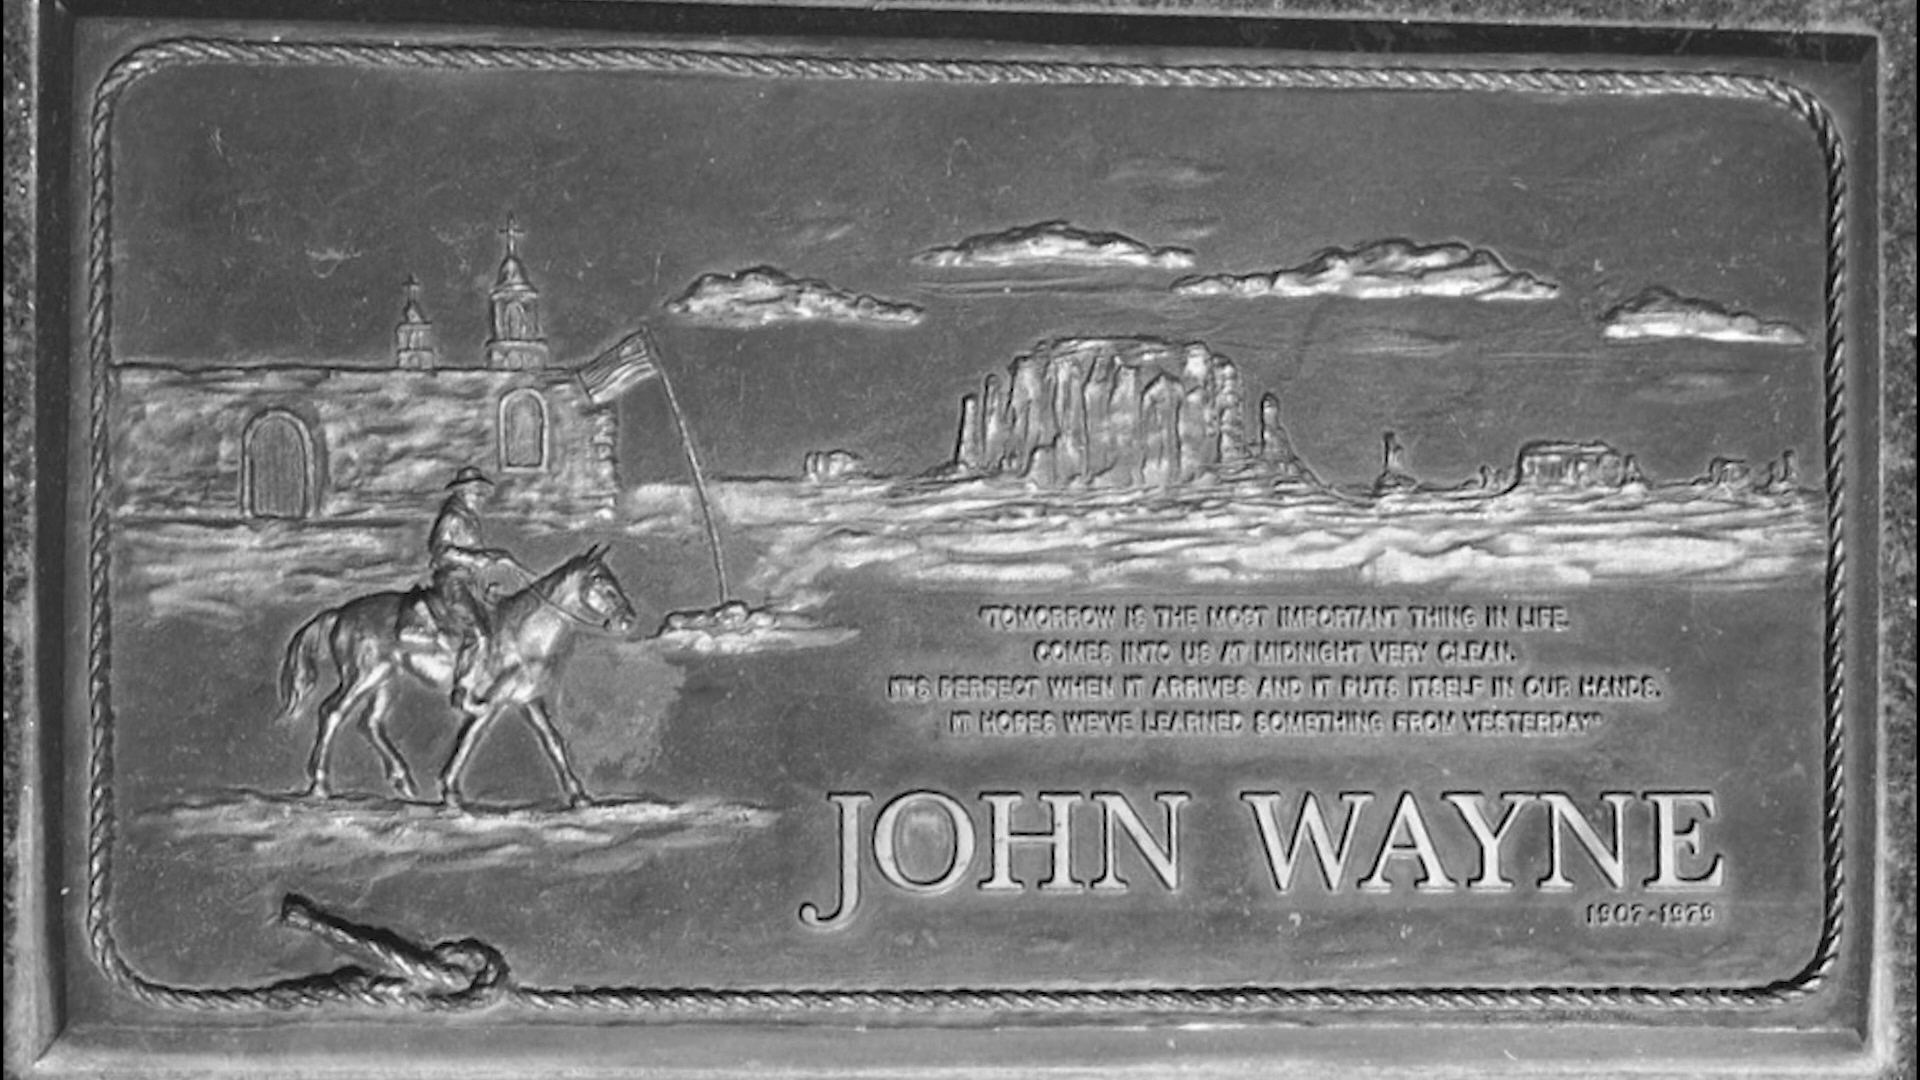 "TOMORROW IS THE MOST IMPORTANT THING IN LIFE.
COMES INTO US AT MIDNIGHT VERY CLEAN.
IT'S PERFECT WHEN IT ARRIVES AND IT PUTS ITSELF IN OUR HANDS.
IT HOPES WE'VE LEARNED SOMETHING FROM YESTERDAY"
JOHN WAYNE
1907-1979